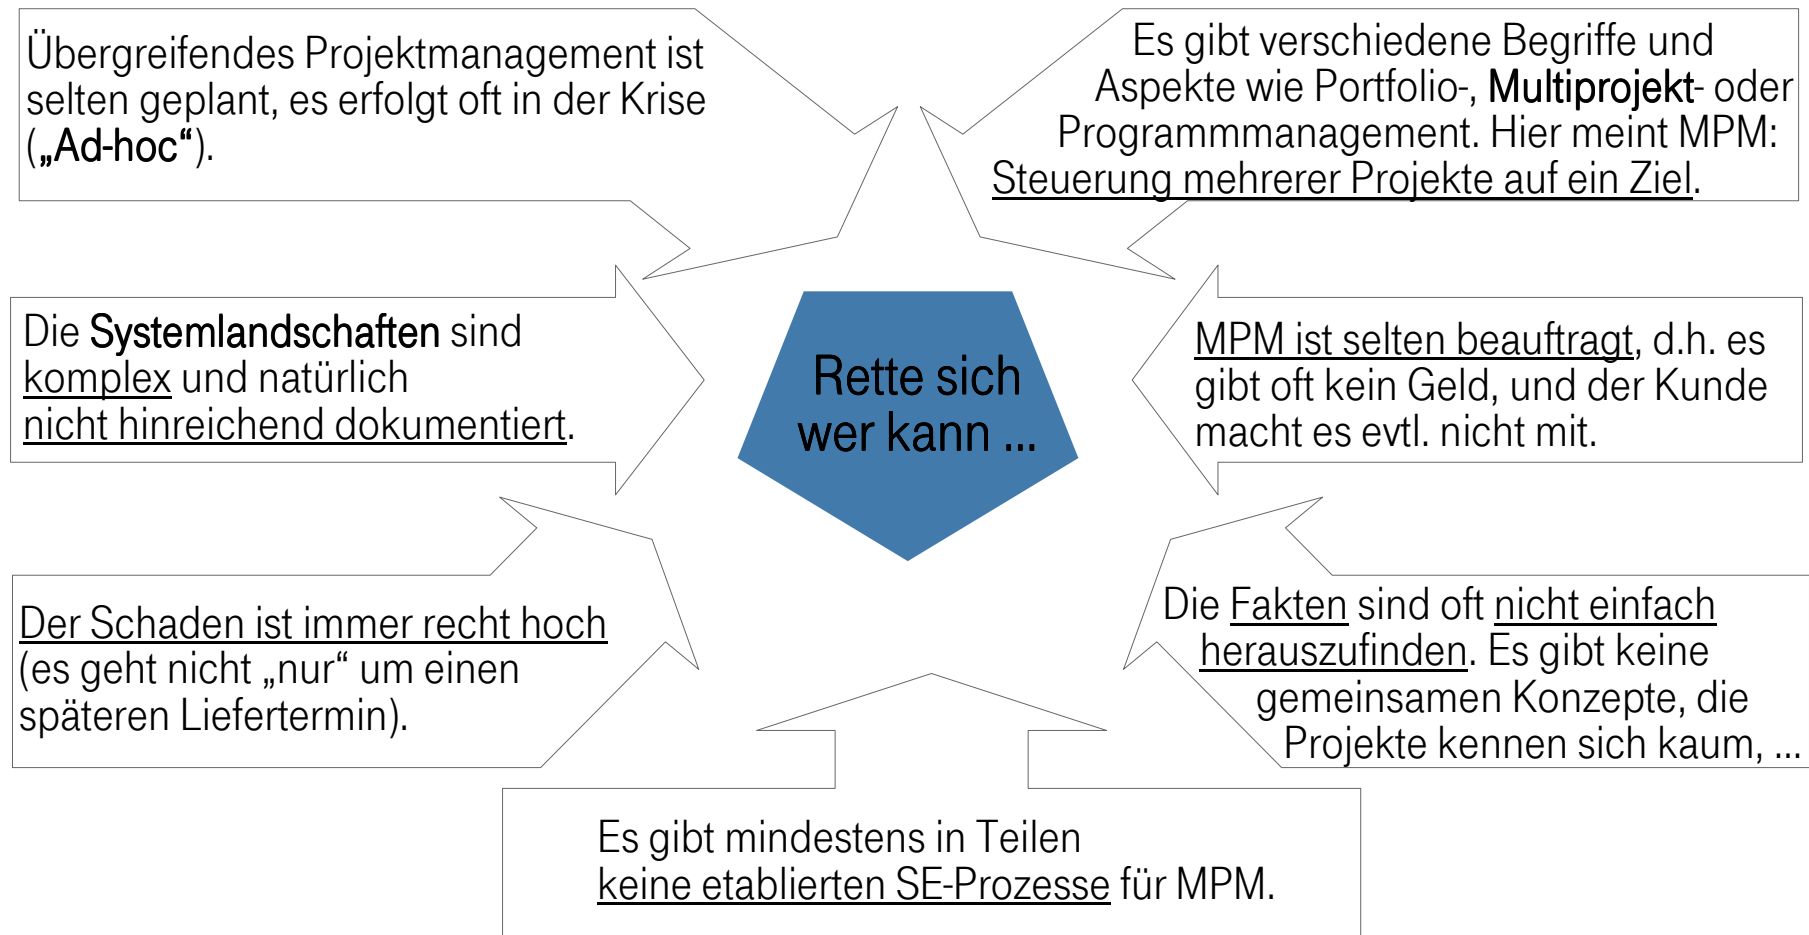 Übergreifendes Projektmanagement ist
selten geplant, es erfolgt oft in der Krise
(„Ad-hoc“).
Es gibt verschiedene Begriffe und
Aspekte wie Portfolio-, Multiprojekt- oder
Programmmanagement. Hier meint MPM:
Steuerung mehrerer Projekte auf ein Ziel.
Die Systemlandschaften sind
komplex und natürlich
nicht hinreichend dokumentiert.
Rette sich
wer kann ...
MPM ist selten beauftragt, d.h. es
gibt oft kein Geld, und der Kunde
macht es evtl. nicht mit.
Der Schaden ist immer recht hoch
(es geht nicht „nur“ um einen
späteren Liefertermin).
Die Fakten sind oft nicht einfach
herauszufinden. Es gibt keine
gemeinsamen Konzepte, die
Projekte kennen sich kaum, ...
Es gibt mindestens in Teilen
keine etablierten SE-Prozesse für MPM.